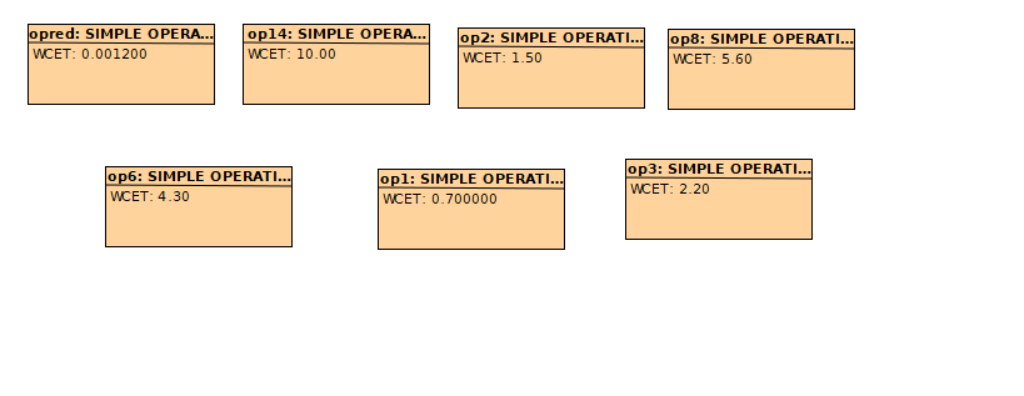 opred: SIMPLE OPERA...
WCET: 0.001200
op14: SIMPLE OPERA...
WCET: 10.00
op2: SIMPLE OPERATI...
WCET: 1.50
op8: SIMPLE OPERATI...
WCET: 5.60
op6: SIMPLE OPERATI...
WCET: 4.30
op1: SIMPLE OPERATI...
WCET: 0.700000
op3: SIMPLE OPERATI...
WCET: 2.20